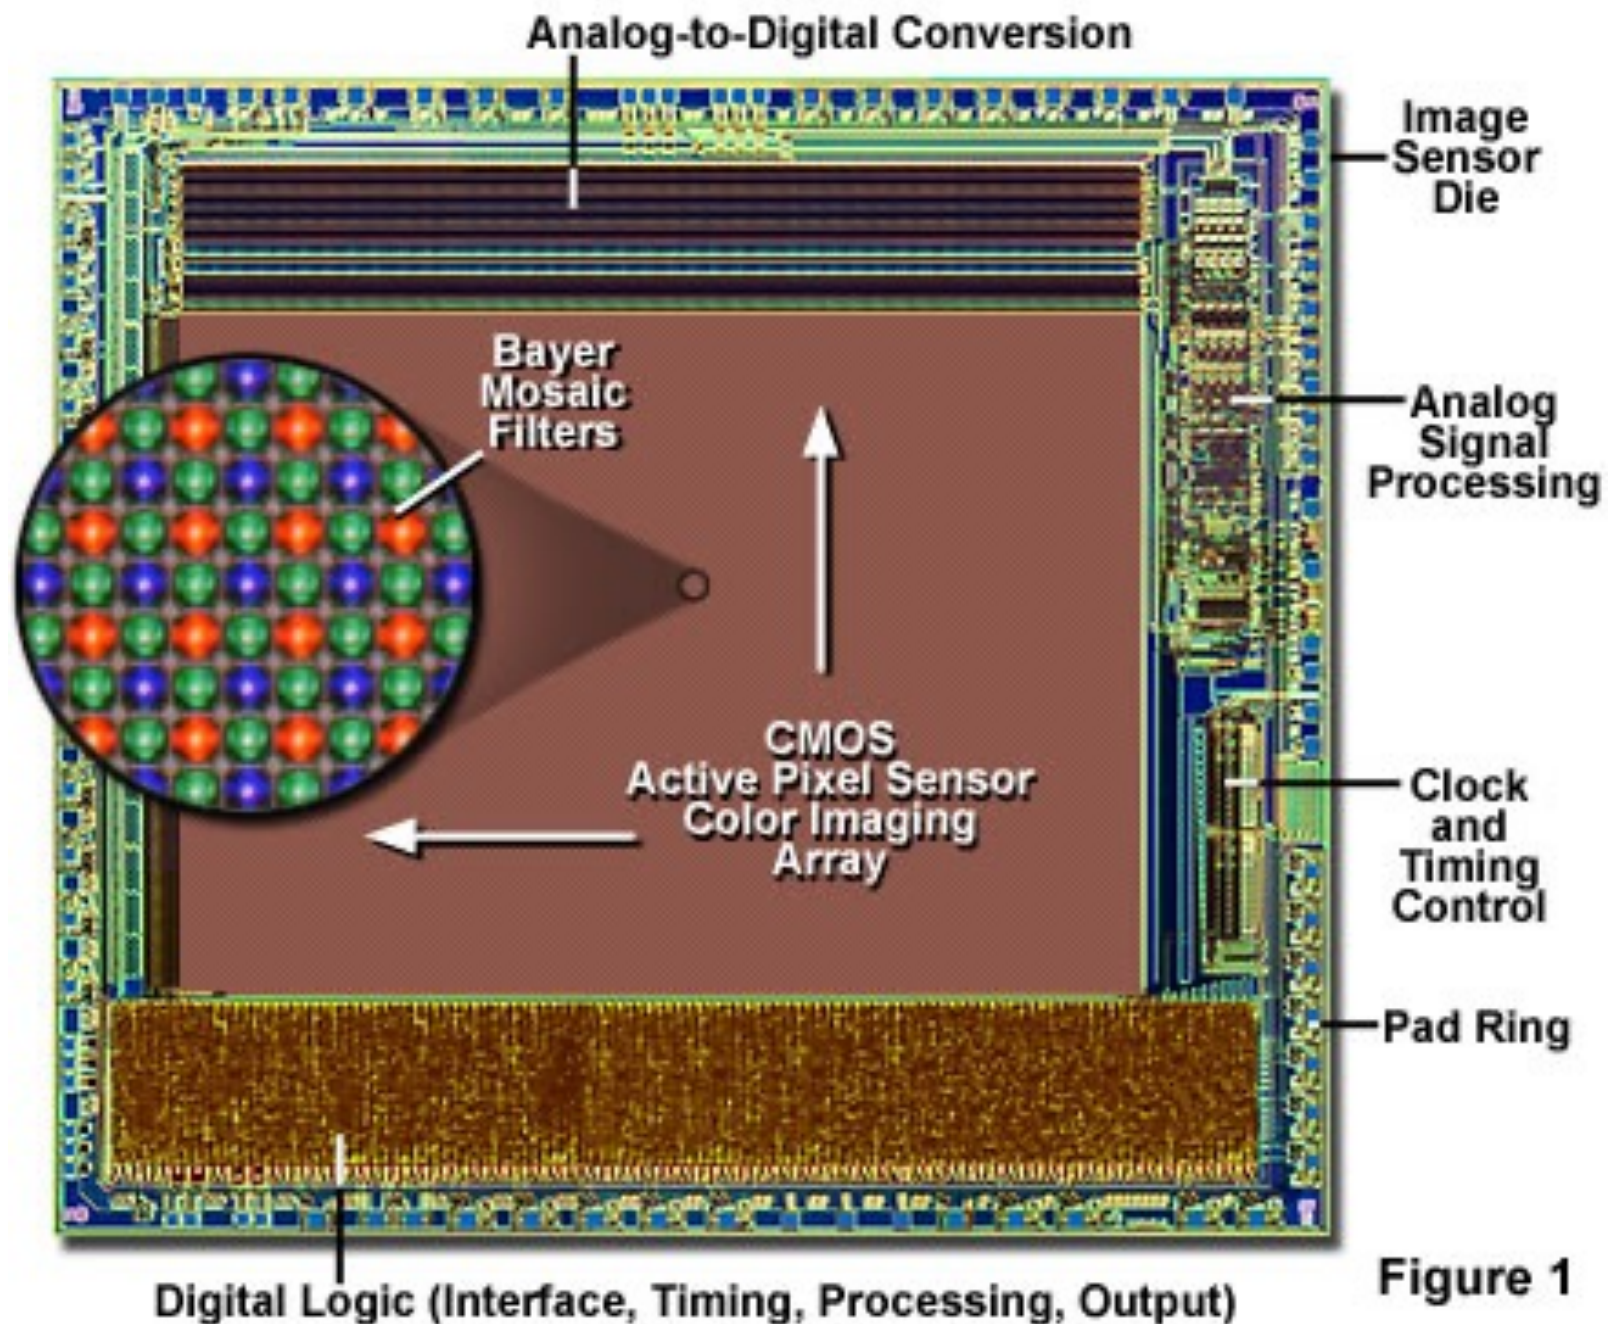 Analog-to-Digital Conversion
Image
Sensor
Die
Bayer
Mosaic
Filters
Analog
Signal
Processing
CMOS
Active Pixel Sensor
Color Imaging
Array
Clock
and
Timing
Control
Pad Ring
Figure 1
Digital Logic (Interface, Timing, Processing, Output)